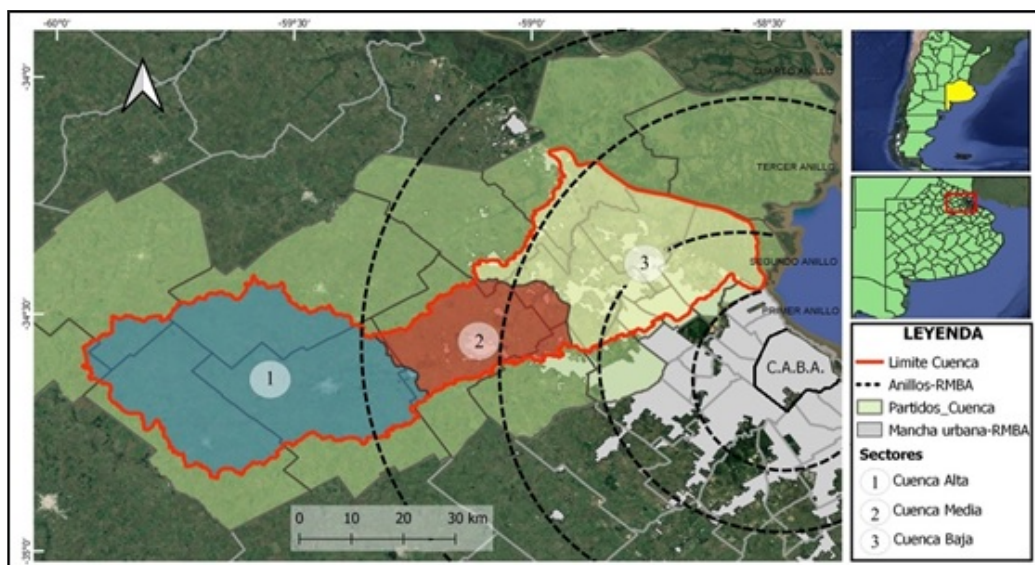 -60°0'
-59°30'
-59°0'
-58°30'
-34°0'
-34°30'
-35°0'
CUARTO ANILLO
TERCER ANILLO
SEGUNDO ANILLO
PRIMER ANILLO
3
2
1
C.A.B.A.
0 10 20 30 km
LEYENDA
Limite Cuenca
Anillos-RMBA
Partidos_Cuenca
Mancha urbana-RMBA
Sectores
1 Cuenca Alta
2 Cuenca Media
3 Cuenca Baja